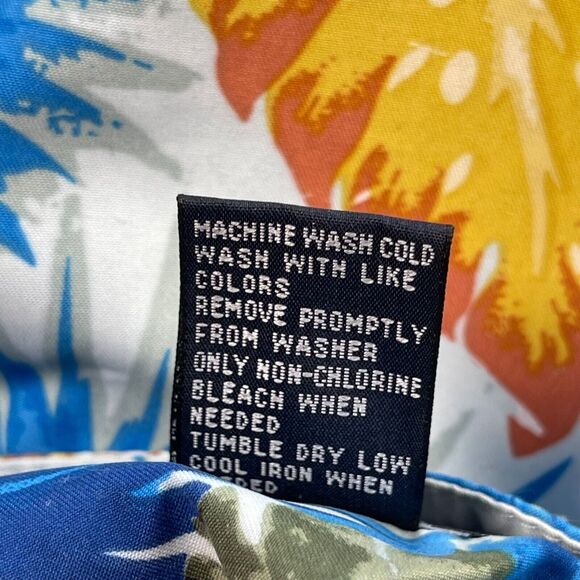 MACHINE WASH COLD
WASH WITH LIKE
COLORS
REMOVE PROMPTLY
FROM WASHER
ONLY NON-CHLORINE
BLEACH WHEN
NEEDED
TUMBLE DRY LOW
COOL IRON WHEN
NEEDED